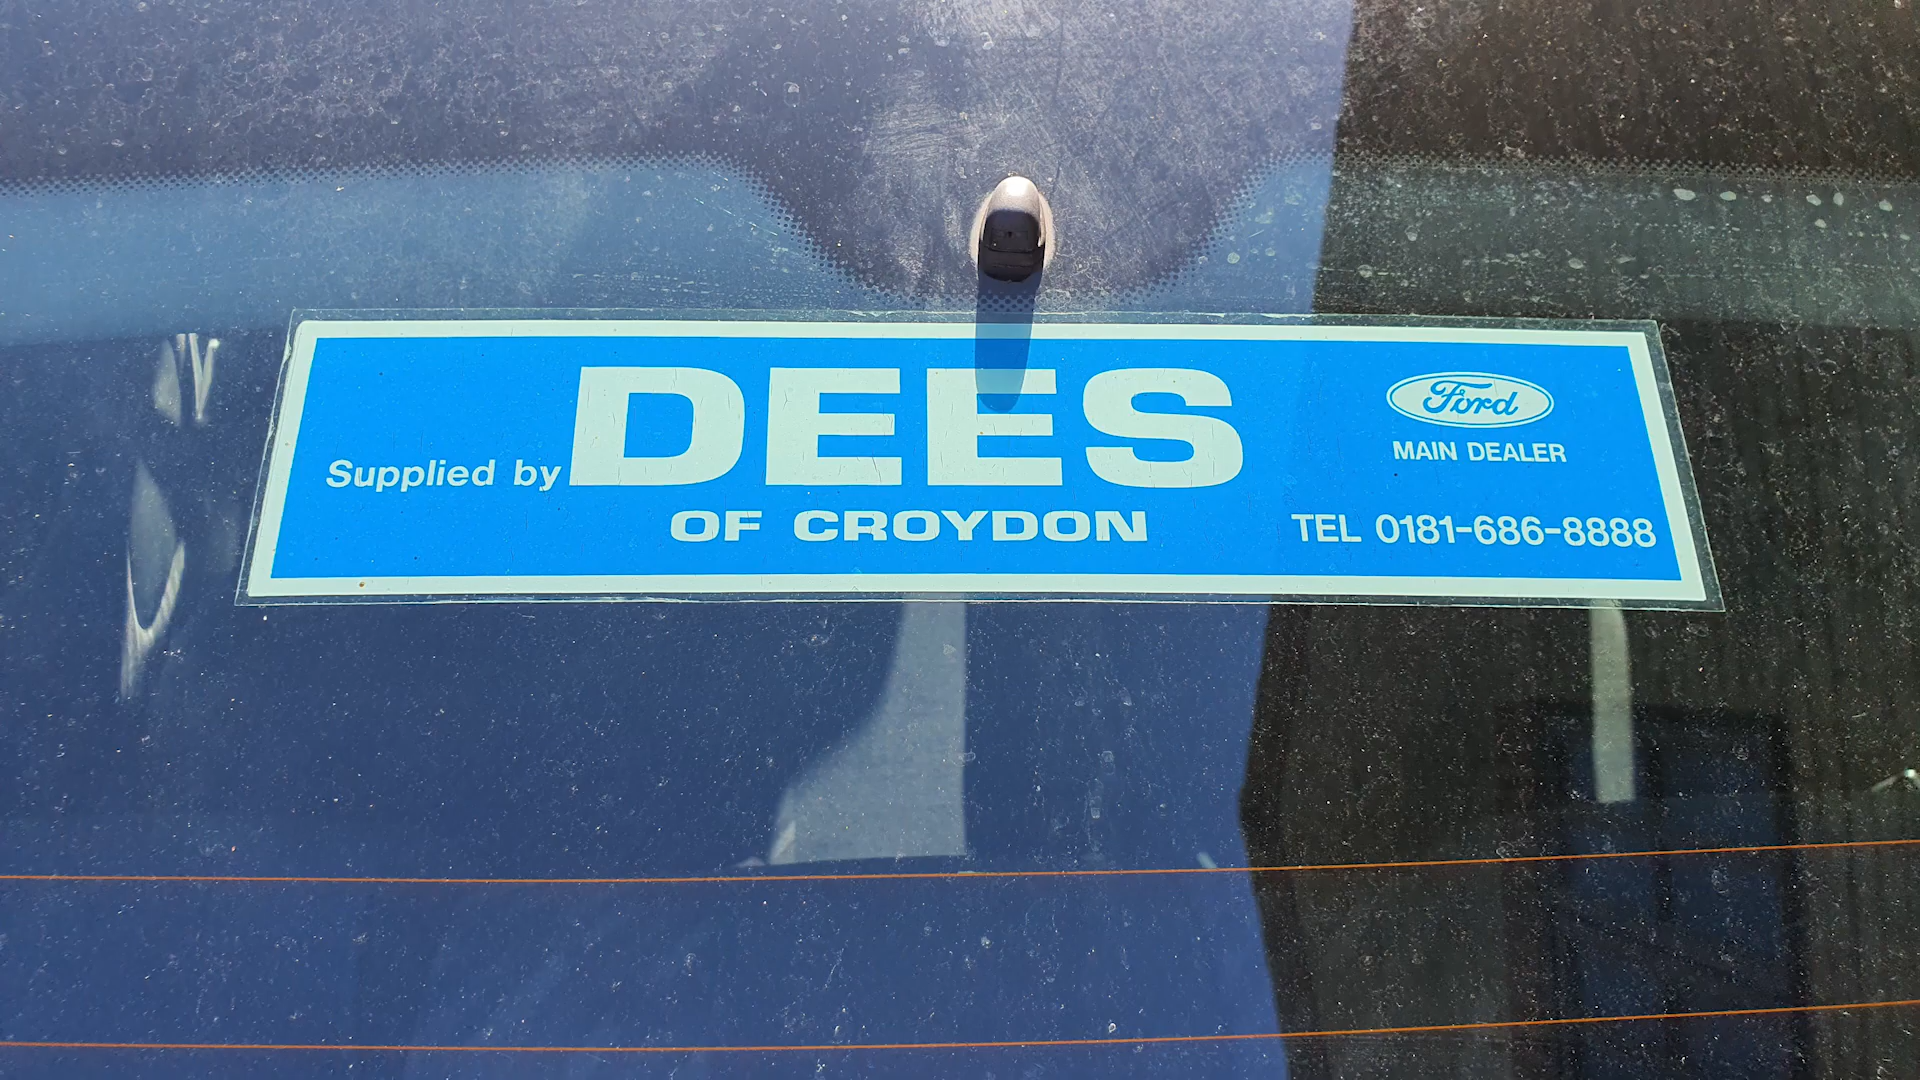 Supplied by DEES
OF CROYDON
Ford
MAIN DEALER
TEL 0181-686-8888